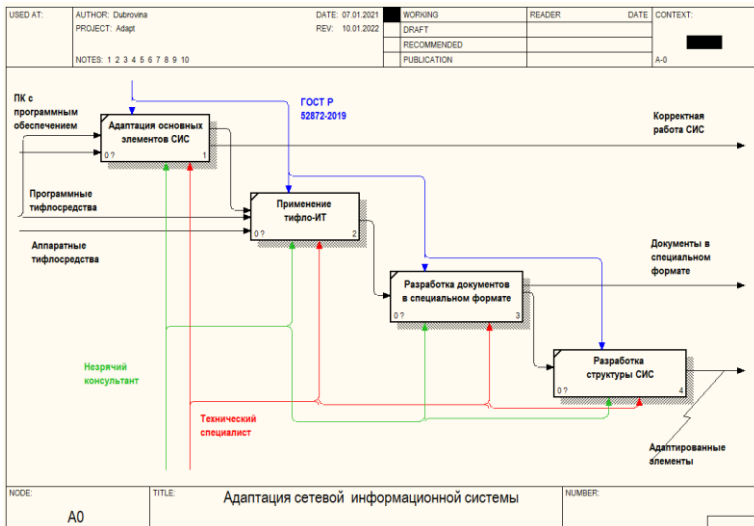 USED AT:
AUTHOR: Dubrovina
DATE: 07.01.2021
WORKING
READER
DATE
CONTEXT:
PROJECT: Adapt
REV: 10.01.2022
DRAFT
RECOMMENDED
NOTES: 1 2 3 4 5 6 7 8 9 10
PUBLICATION
A-0
ПК с
программным
обеспечением
ГОСТ Р
52872-2019
Корректная
работа СИС
Адаптация основных
элементов СИС
0 ?
1
Программные
тифлосредства
Применение
тифло-ИТ
0 ?
2
Аппаратные
тифлосредства
Документы в
специальном
формате
Разработка документов
в специальном формате
0 ?
3
Незрячий
консультант
Разработка
структуры СИС
0 ?
4
Технический
специалист
Адаптированные
элементы
NODE:
TITLE:
Адаптация сетевой информационной системы
NUMBER:
A0